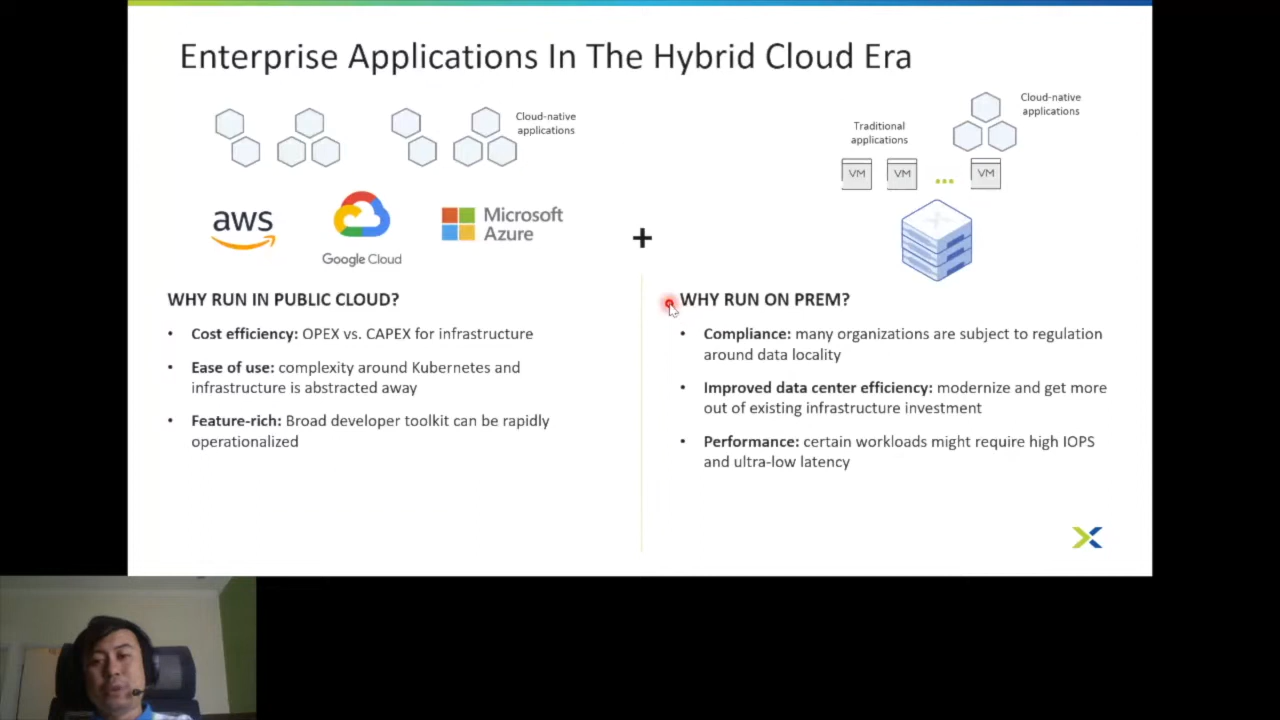 Enterprise Applications In The Hybrid Cloud Era
Cloud-native
applications
aws
Google Cloud
Microsoft
Azure
+
Traditional
applications
Cloud-native
applications
VM
VM
...
VM
WHY RUN IN PUBLIC CLOUD?
• Cost efficiency: OPEX vs. CAPEX for infrastructure
• Ease of use: complexity around Kubernetes and
infrastructure is abstracted away
• Feature-rich: Broad developer toolkit can be rapidly
operationalized
WHY RUN ON PREM?
• Compliance: many organizations are subject to regulation
around data locality
• Improved data center efficiency: modernize and get more
out of existing infrastructure investment
• Performance: certain workloads might require high IOPS
and ultra-low latency